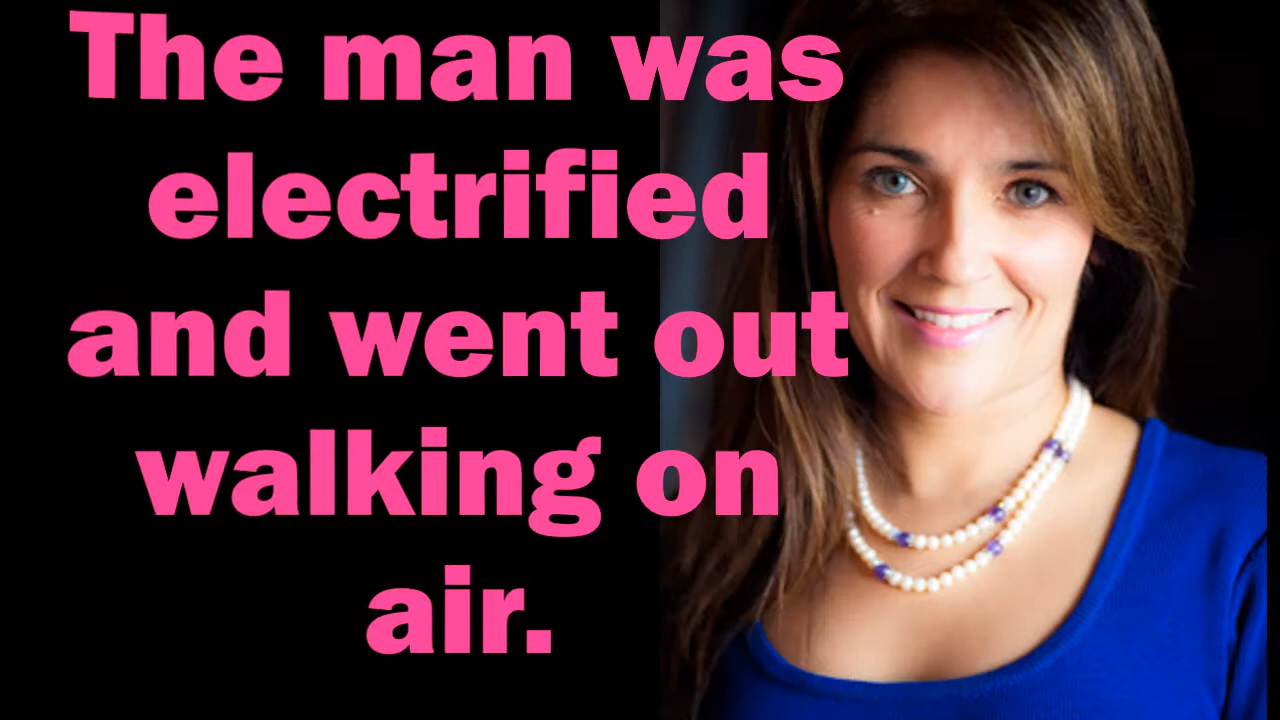 The man was
electrified
and went out
walking on
air.